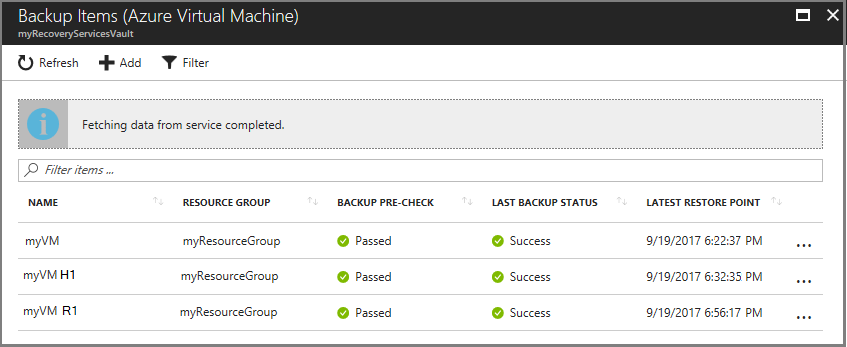 Backup Items (Azure Virtual Machine)
myRecoveryServicesVault
Refresh Add Filter
Fetching data from service completed.
Filter items ...
NAME RESOURCE GROUP BACKUP PRE-CHECK LAST BACKUP STATUS LATEST RESTORE POINT
myVM myResourceGroup Passed Success 9/19/2017 6:22:37 PM ...
myVM H1 myResourceGroup Passed Success 9/19/2017 6:32:35 PM ...
myVM R1 myResourceGroup Passed Success 9/19/2017 6:56:17 PM ...